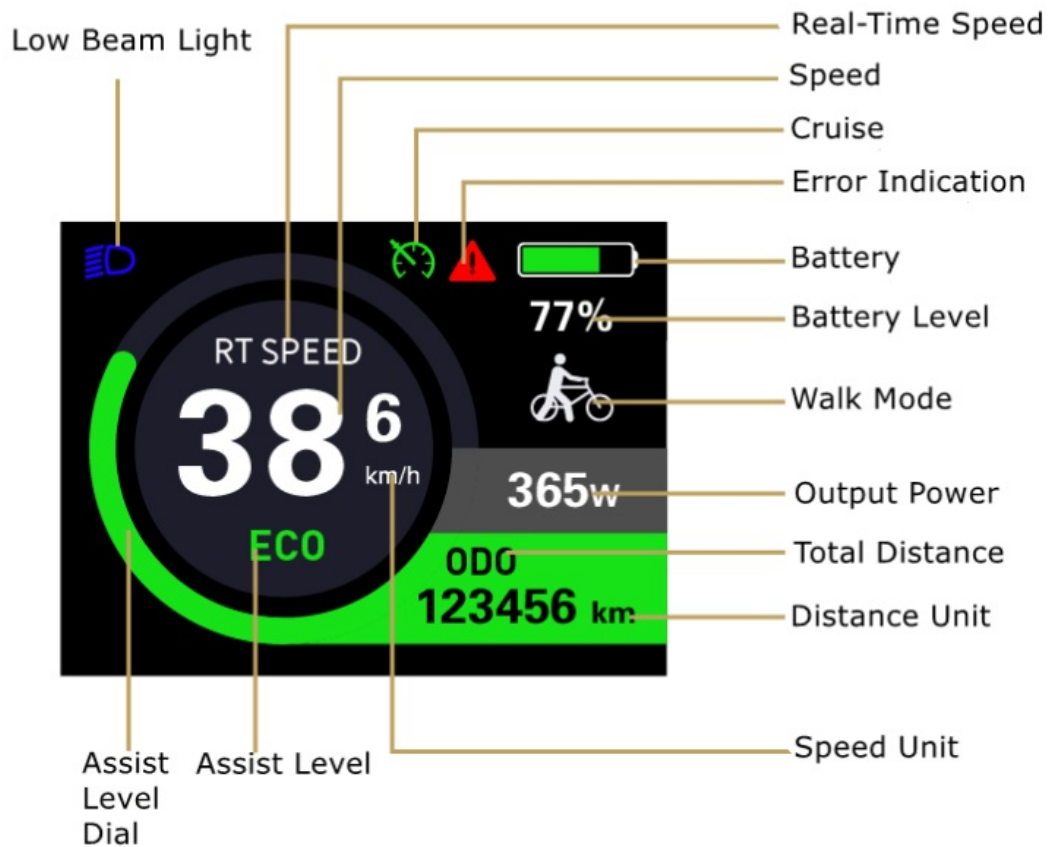 Low Beam Light
Real-Time Speed
Speed
Cruise
Error Indication
Battery
77%
Battery Level
RT SPEED
38 6
km/h
Walk Mode
365w
Output Power
ECO
ODO
Total Distance
123456 km
Distance Unit
Assist
Level
Dial
Assist Level
Speed Unit